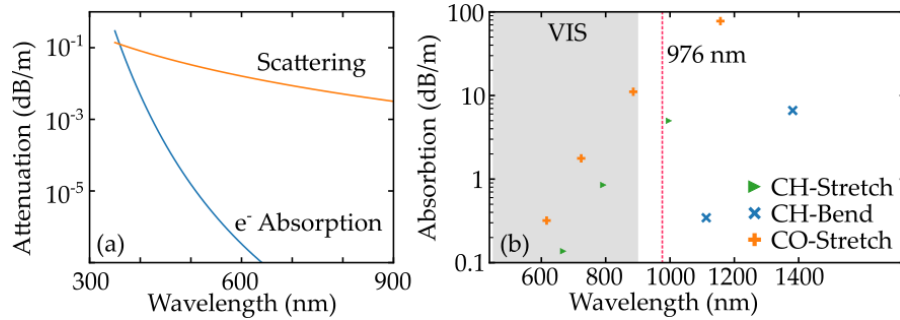 Attenuation (dB/m)
10⁻¹
10⁻³
10⁻⁵
Scattering
e⁻ Absorption
(a)
300
600
900
Wavelength (nm)
Absorbtion (dB/m)
100
10
1
0.1
VIS
976 nm
CH-Stretch
CH-Bend
CO-Stretch
(b)
600
800
1000
1200
1400
Wavelength (nm)